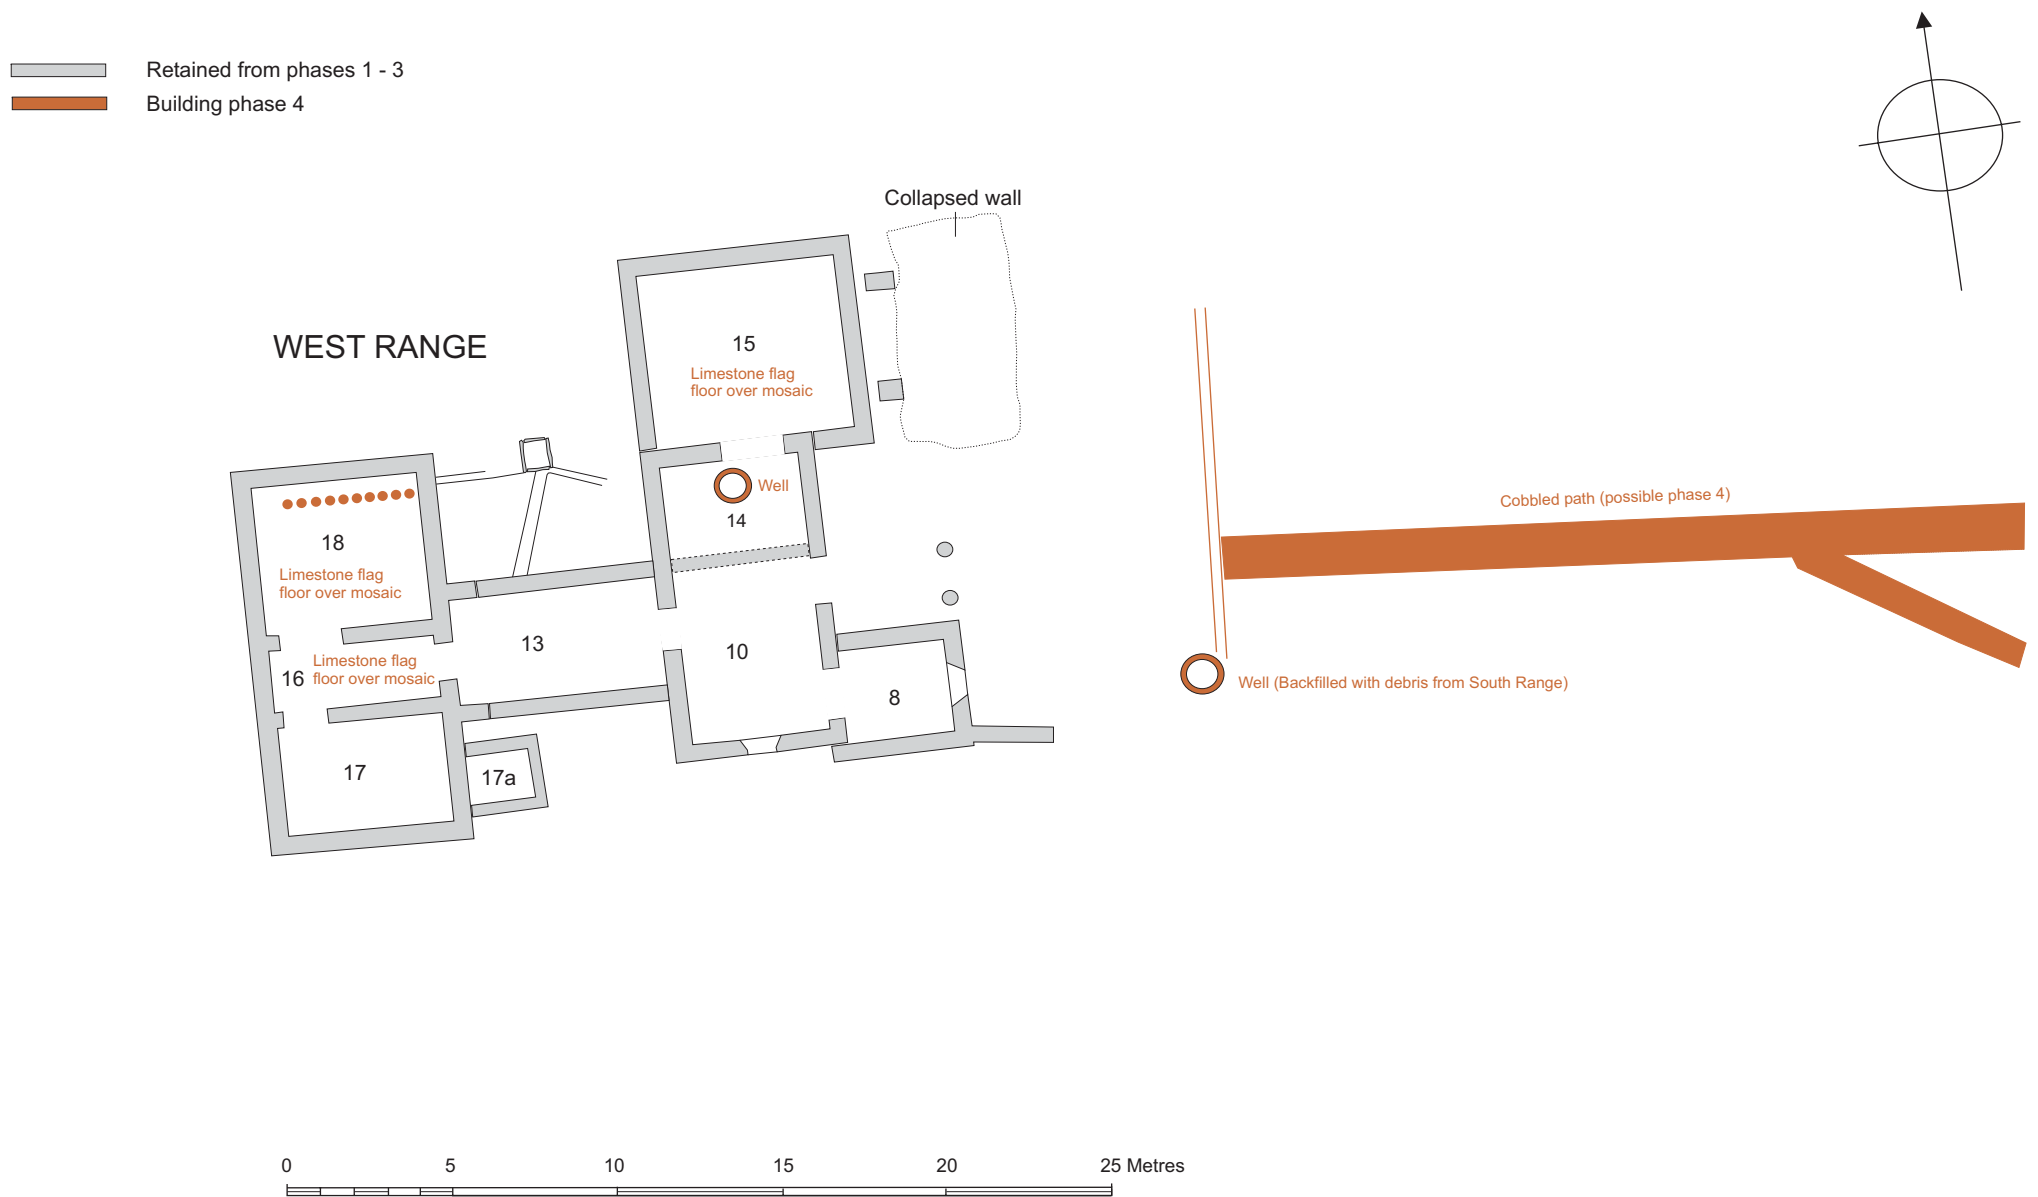 Retained from phases 1 - 3
Building phase 4
Collapsed wall
WEST RANGE
15
Limestone flag
floor over mosaic
Well
14
18
Limestone flag
floor over mosaic
Cobbled path (possible phase 4)
13
10
16
Limestone flag
floor over mosaic
8
Well (Backfilled with debris from South Range)
17
17a
0 5 10 15 20 25 Metres